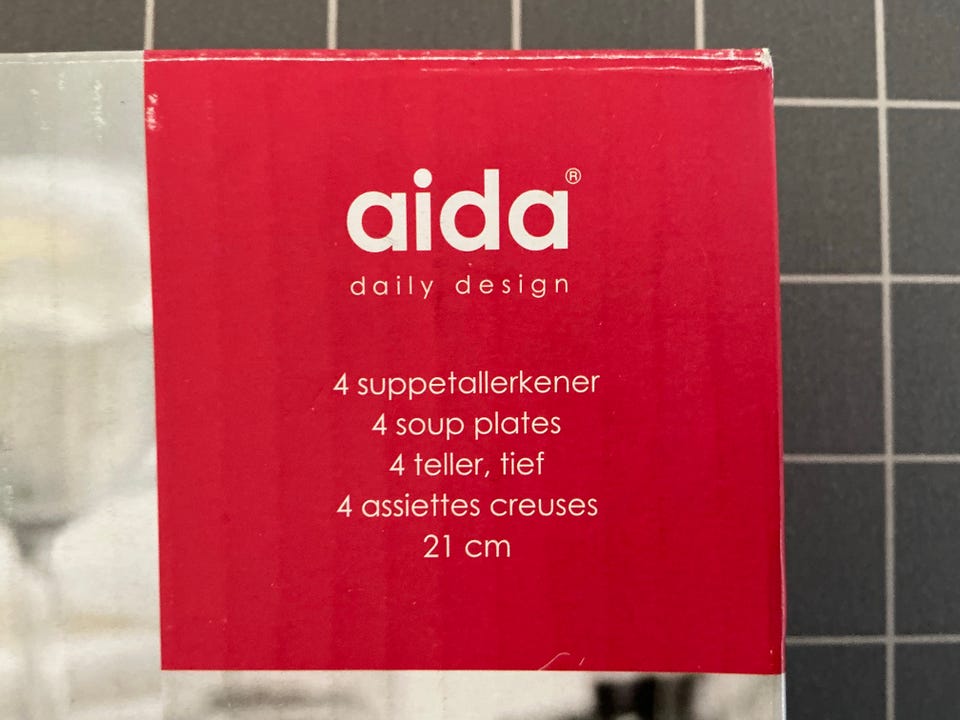 aida®
daily design
4 suppetallerkener
4 soup plates
4 teller, tief
4 assiettes creuses
21 cm